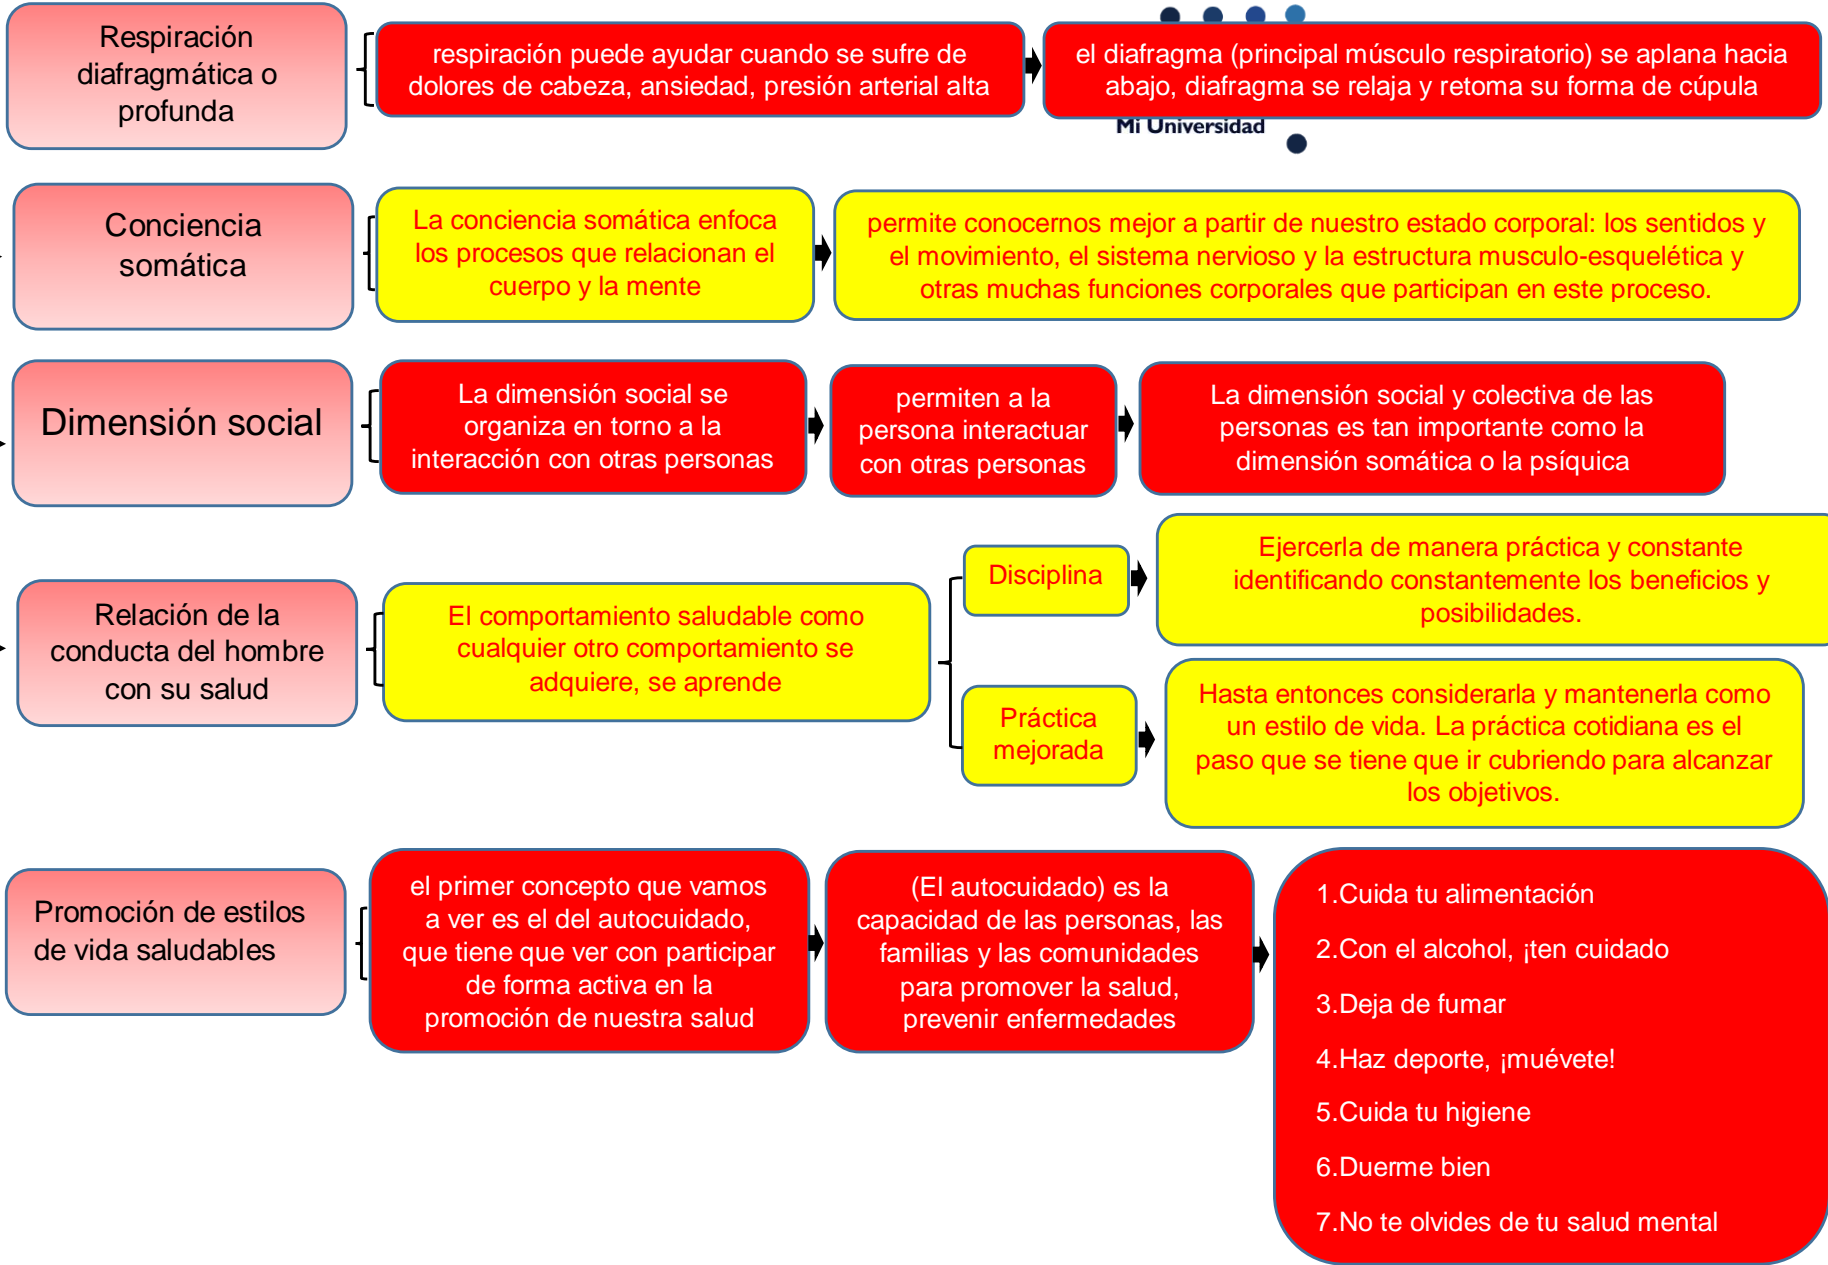 Respiración
diafragmática o
profunda
respiración puede ayudar cuando se sufre de
dolores de cabeza, ansiedad, presión arterial alta
el diafragma (principal músculo respiratorio) se aplana hacia
abajo, diafragma se relaja y retoma su forma de cúpula
Mi Universidad
Conciencia
somática
La conciencia somática enfoca
los procesos que relacionan el
cuerpo y la mente
permite conocernos mejor a partir de nuestro estado corporal: los sentidos y
el movimiento, el sistema nervioso y la estructura musculo-esquelética y
otras muchas funciones corporales que participan en este proceso.
Dimensión social
La dimensión social se
organiza en torno a la
interacción con otras personas
permiten a la
persona interactuar
con otras personas
La dimensión social y colectiva de las
personas es tan importante como la
dimensión somática o la psíquica
Relación de la
conducta del hombre
con su salud
El comportamiento saludable como
cualquier otro comportamiento se
adquiere, se aprende
Disciplina
Ejercerla de manera práctica y constante
identificando constantemente los beneficios y
posibilidades.
Práctica
mejorada
Hasta entonces considerarla y mantenerla como
un estilo de vida. La práctica cotidiana es el
paso que se tiene que ir cubriendo para alcanzar
los objetivos.
Promoción de estilos
de vida saludables
el primer concepto que vamos
a ver es el del autocuidado,
que tiene que ver con participar
de forma activa en la
promoción de nuestra salud
(El autocuidado) es la
capacidad de las personas, las
familias y las comunidades
para promover la salud,
prevenir enfermedades
1.Cuida tu alimentación
2.Con el alcohol, ¡ten cuidado
3.Deja de fumar
4.Haz deporte, ¡muévete!
5.Cuida tu higiene
6.Duerme bien
7.No te olvides de tu salud mental